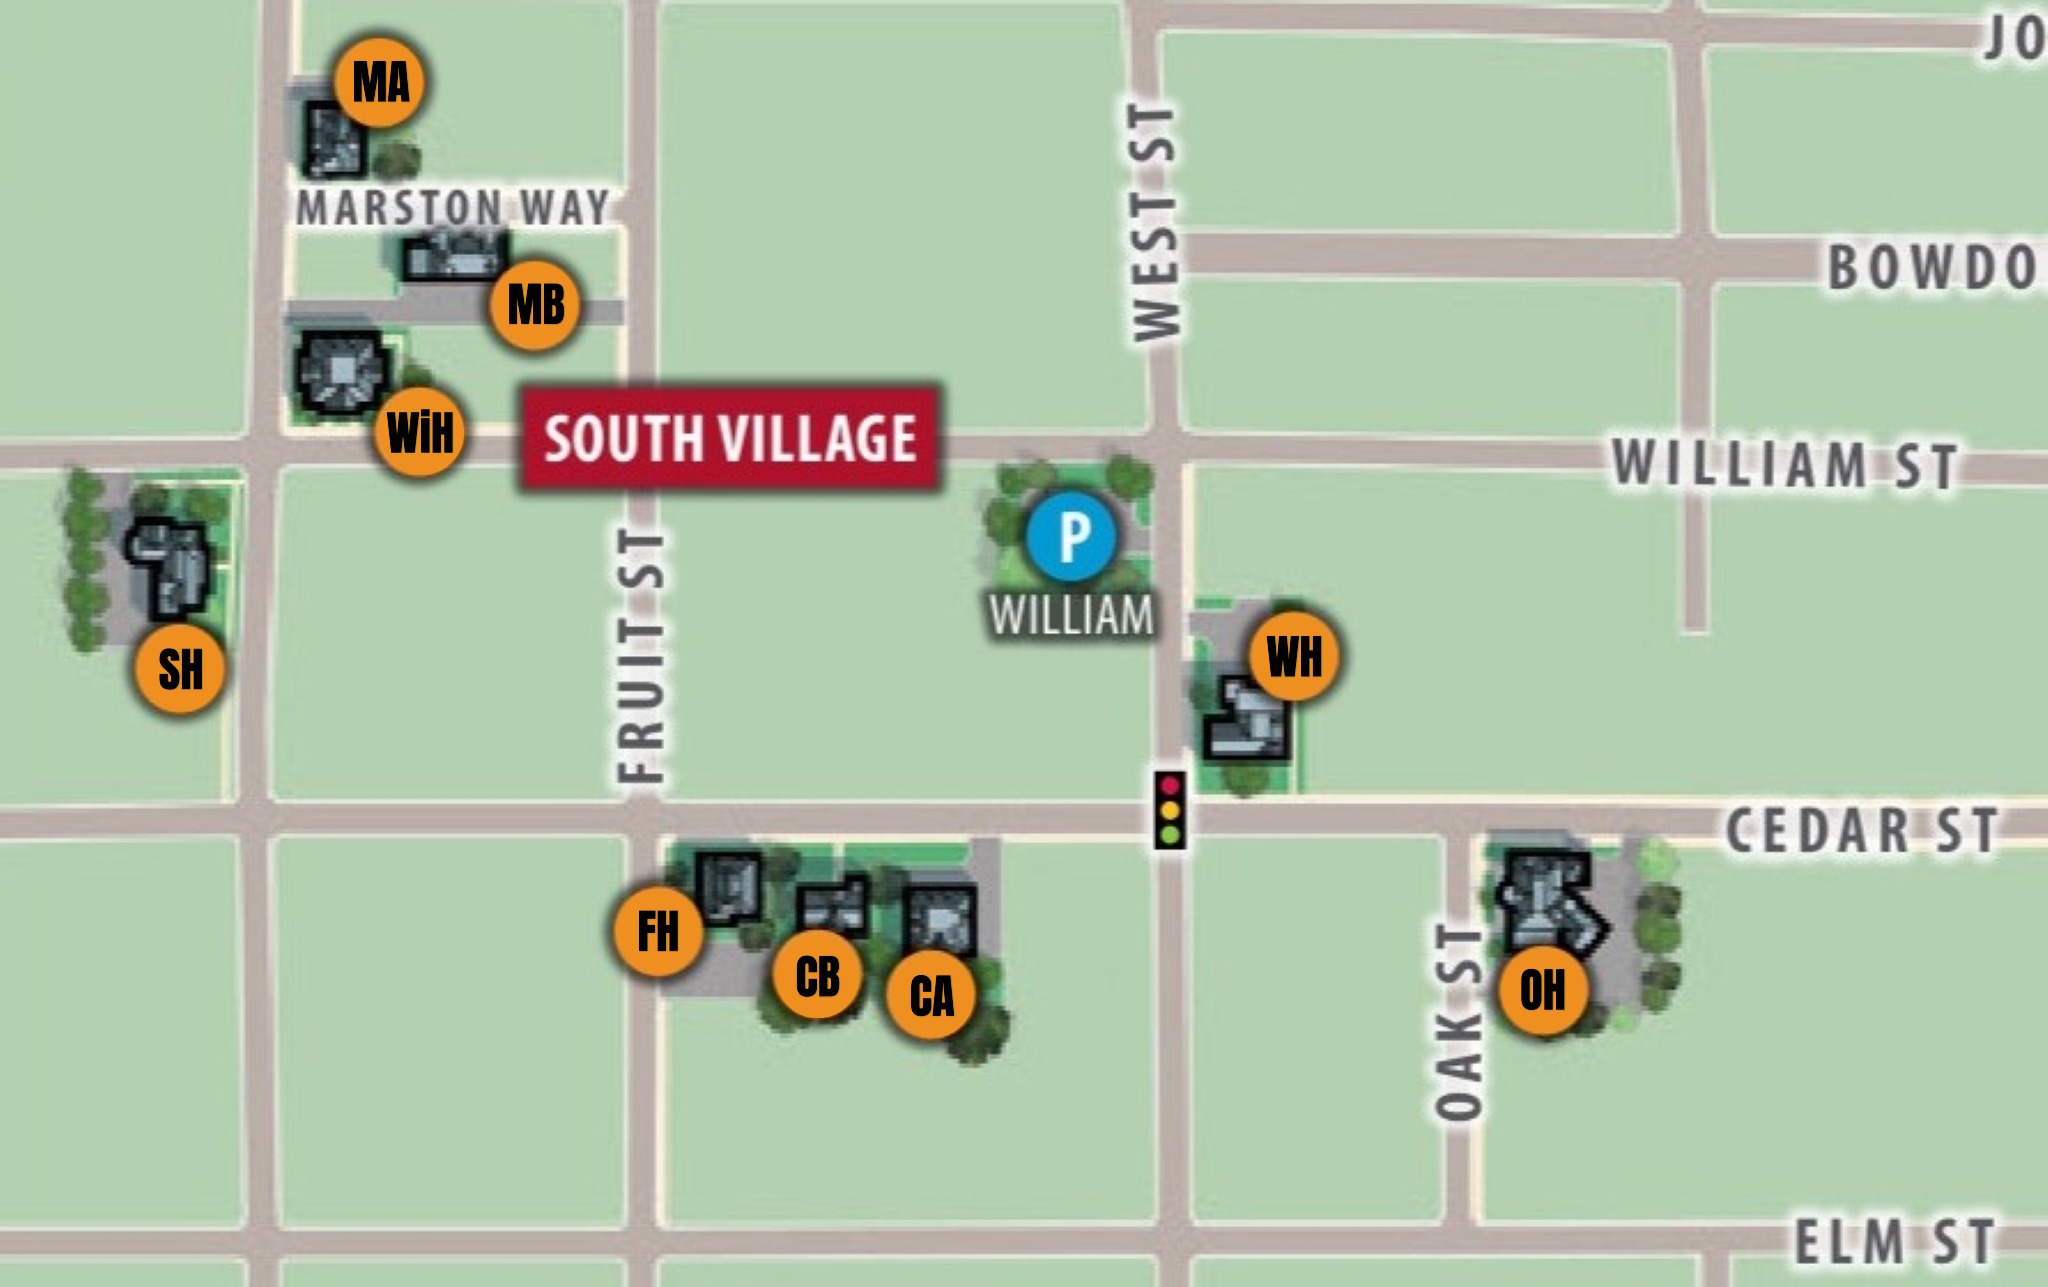 JO
MA
WEST ST
MARSTON WAY
BOWDO
MB
WiH
SOUTH VILLAGE
WILLIAM ST
P
WILLIAM
FRUIT ST
SH
WH
CEDAR ST
FH
CB
CA
OAK ST
OH
ELM ST